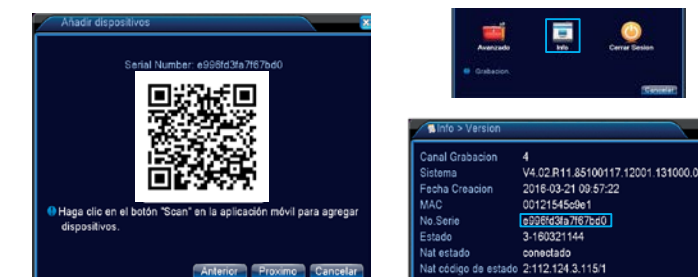 Añadir dispositivos
Serial Number: e996fd3fa7f67bd0
Haga clic en el botón "Scan" en la aplicación móvil para agregar
dispositivos.
Anterior Proximo Cancelar
Avanzado Info Cerrar Sesion
Grabacion
Cancelar
Info > Version
Canal Grabacion 4
Sistema V4.02.R11.85100117.12001.131000.0
Fecha Creacion 2016-03-21 09:57:22
MAC 00121545c9e1
No.Serie e996fd3fa7f67bd0
Estado 3-160321144
Nat estado conectado
Nat código de estado 2:112.124.3.115/1